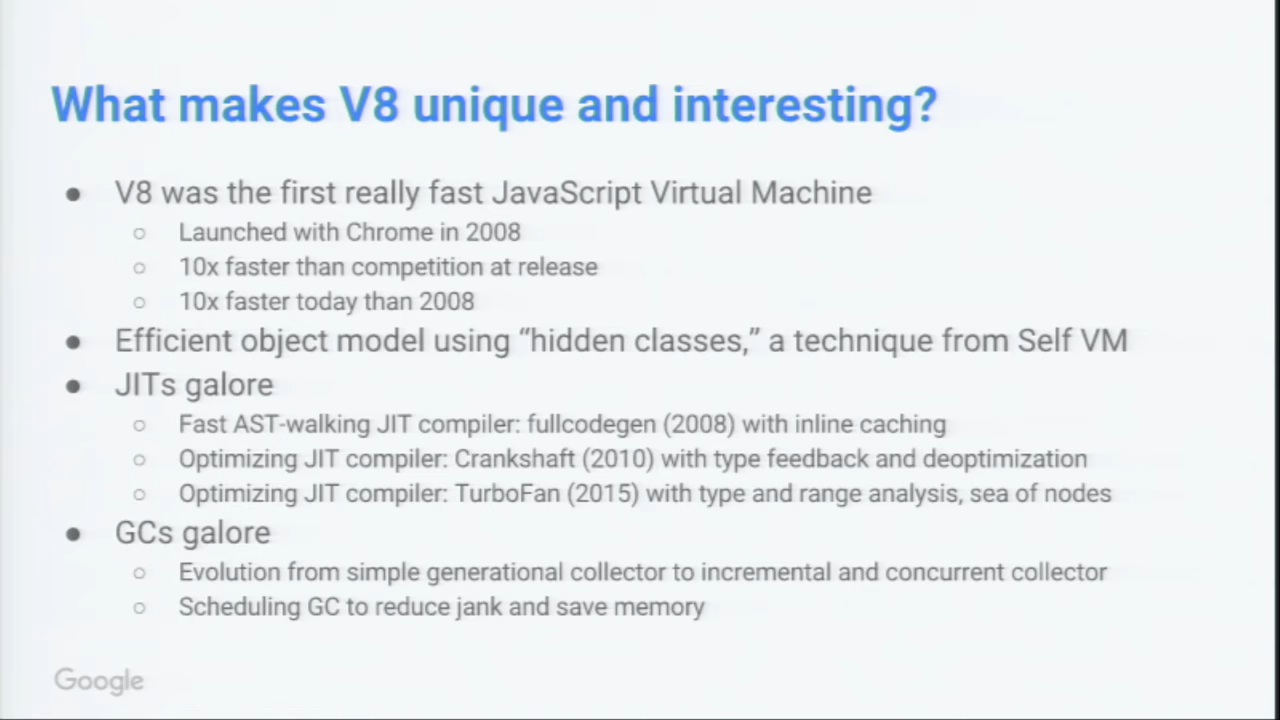 What makes V8 unique and interesting?
● V8 was the first really fast JavaScript Virtual Machine
○ Launched with Chrome in 2008
○ 10x faster than competition at release
○ 10x faster today than 2008
● Efficient object model using “hidden classes,” a technique from Self VM
● JITs galore
○ Fast AST-walking JIT compiler: fullcodegen (2008) with inline caching
○ Optimizing JIT compiler: Crankshaft (2010) with type feedback and deoptimization
○ Optimizing JIT compiler: TurboFan (2015) with type and range analysis, sea of nodes
● GCs galore
○ Evolution from simple generational collector to incremental and concurrent collector
○ Scheduling GC to reduce jank and save memory
Google